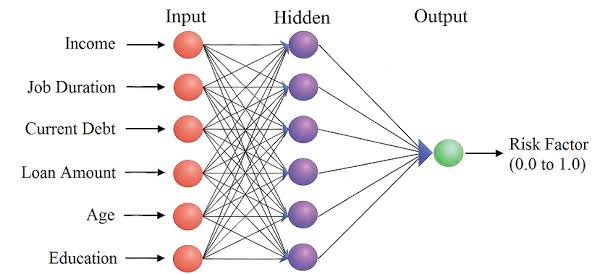 Input Hidden Output
Income
Job Duration
Current Debt
Loan Amount
Age
Education
Risk Factor
(0.0 to 1.0)